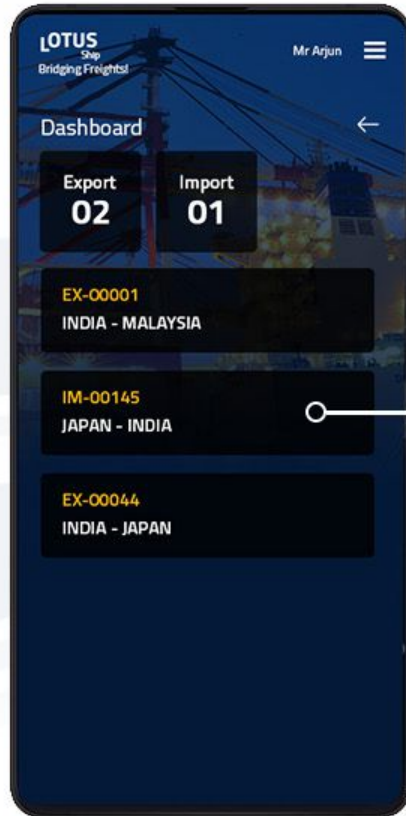 LOTUS
Ship
Bridging Freights!
Mr Arjun
Dashboard
Export
02
Import
01
EX-00001
INDIA - MALAYSIA
IM-00145
JAPAN - INDIA
EX-00044
INDIA - JAPAN